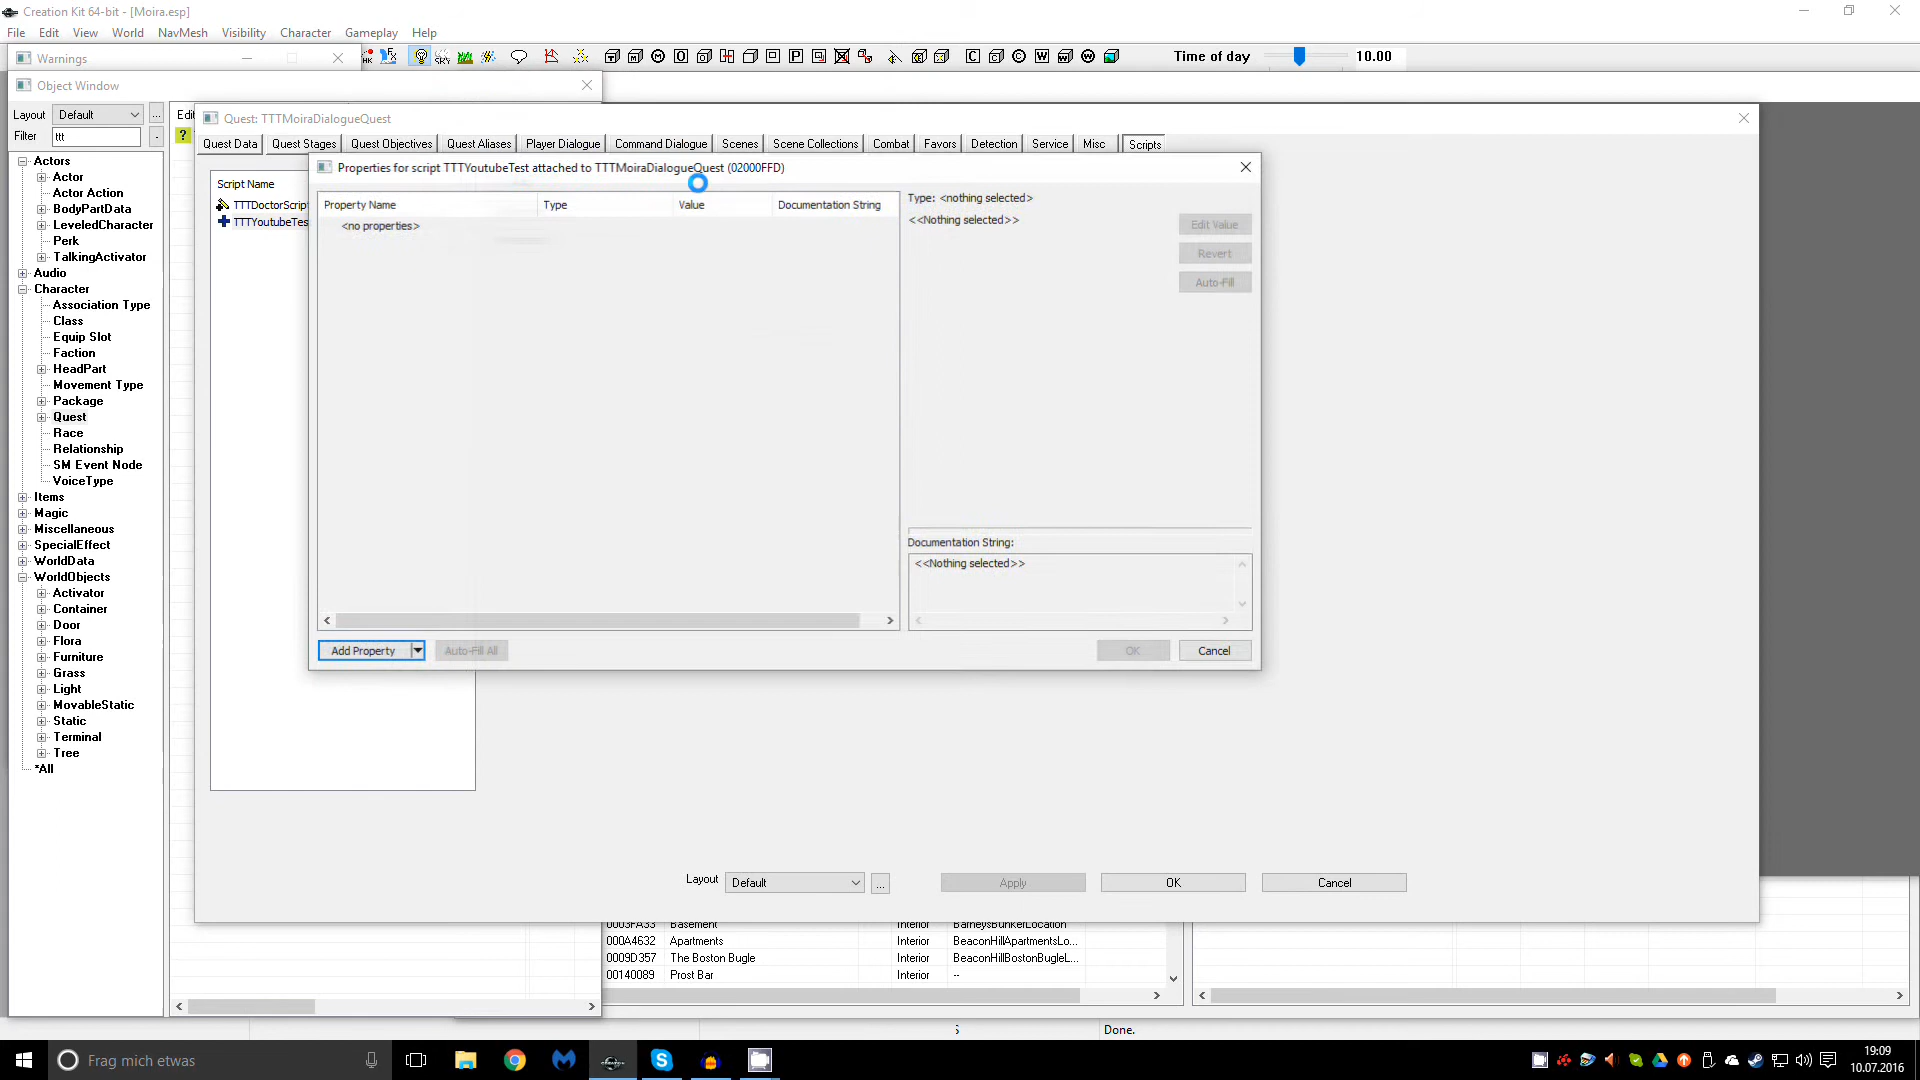 Creation Kit 64-bit - [Moira.esp]
File Edit View World NavMesh Visibility Character Gameplay Help
Warnings
Time of day 10.00
Object Window
Layout Default ...
Filter ttt
Quest: TTTMoiraDialogueQuest
Quest Data Quest Stages Quest Objectives Quest Aliases Player Dialogue Command Dialogue Scenes Scene Collections Combat Favors Detection Service Misc Scripts
Script Name
TTTDoctorScrip
TTTYoutubeTes
Properties for script TTTYoutubeTest attached to TTTMoiraDialogueQuest (02000FFD)
Property Name Type Value Documentation String
<no properties>
Type: <nothing selected>
<<Nothing selected>>
Edit Value
Revert
Auto-Fill
Documentation String:
<<Nothing selected>>
Add Property Auto-Fill All OK Cancel
Actors
Actor
Actor Action
BodyPartData
LeveledCharacter
Perk
TalkingActivator
Audio
Character
Association Type
Class
Equip Slot
Faction
HeadPart
Movement Type
Package
Quest
Race
Relationship
SM Event Node
VoiceType
Items
Magic
Miscellaneous
SpecialEffect
WorldData
WorldObjects
Activator
Container
Door
Flora
Furniture
Grass
Light
MovableStatic
Static
Terminal
Tree
*All
Layout Default ... Apply OK Cancel
0003FA33 Basement Interior BarneysBunkerLocation
000A4632 Apartments Interior BeaconHillApartmentsLo...
0009D357 The Boston Bugle Interior BeaconHillBostonBugleL...
00140089 Prost Bar Interior --
Done.
Frag mich etwas
19:09
10.07.2016